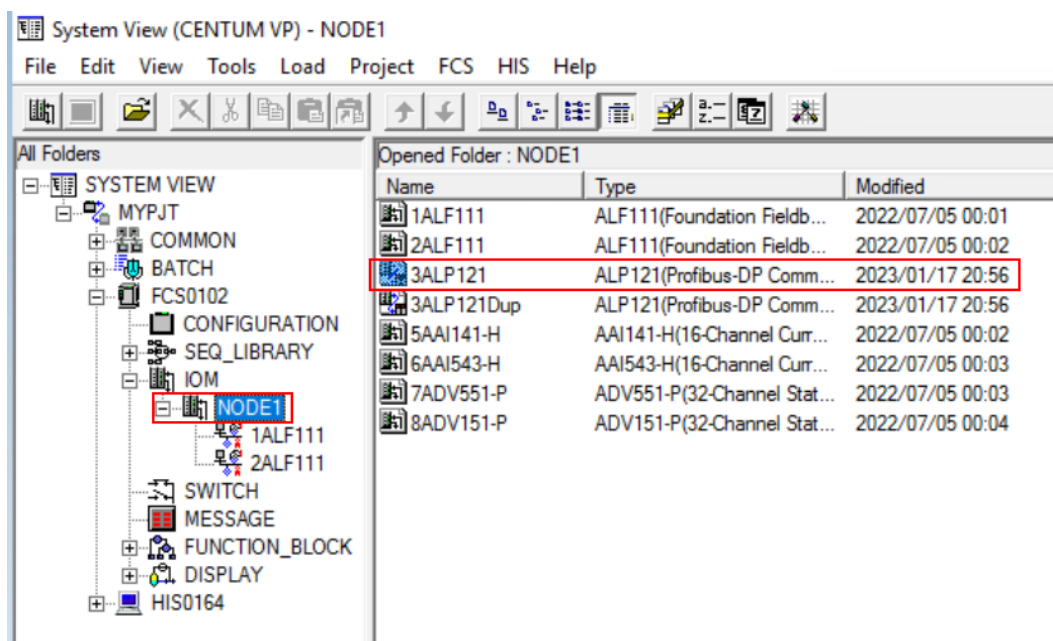 System View (CENTUM VP) - NODE1
File Edit View Tools Load Project FCS HIS Help
All Folders
SYSTEM VIEW
MYPJT
COMMON
BATCH
FCS0102
CONFIGURATION
SEQ_LIBRARY
IOM
NODE1
1ALF111
2ALF111
SWITCH
MESSAGE
FUNCTION_BLOCK
DISPLAY
HIS0164
Opened Folder : NODE1
Name Type Modified
1ALF111 ALF111(Foundation Fieldb... 2022/07/05 00:01
2ALF111 ALF111(Foundation Fieldb... 2022/07/05 00:02
3ALP121 ALP121(Profibus-DP Comm... 2023/01/17 20:56
3ALP121Dup ALP121(Profibus-DP Comm... 2023/01/17 20:56
5AAI141-H AAI141-H(16-Channel Curr... 2022/07/05 00:02
6AAI543-H AAI543-H(16-Channel Curr... 2022/07/05 00:03
7ADV551-P ADV551-P(32-Channel Stat... 2022/07/05 00:03
8ADV151-P ADV151-P(32-Channel Stat... 2022/07/05 00:04